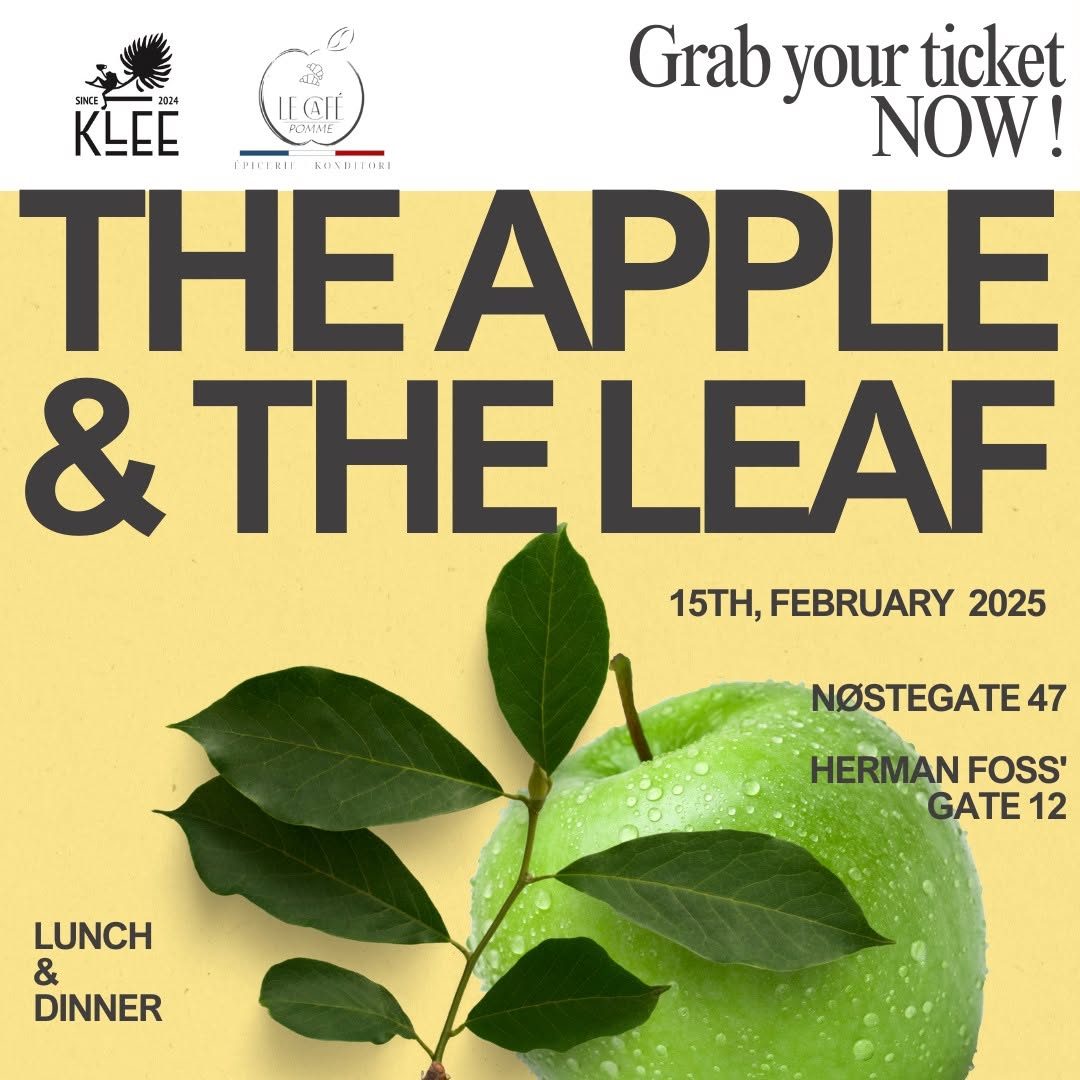 SINCE 2024
KLEE
LE CAFÉ
POMME
ÉPICERIE KONDITORI
Grab your ticket
NOW !
THE APPLE
& THE LEAF
15TH, FEBRUARY 2025
NØSTEGATE 47
HERMAN FOSS'
GATE 12
LUNCH
&
DINNER